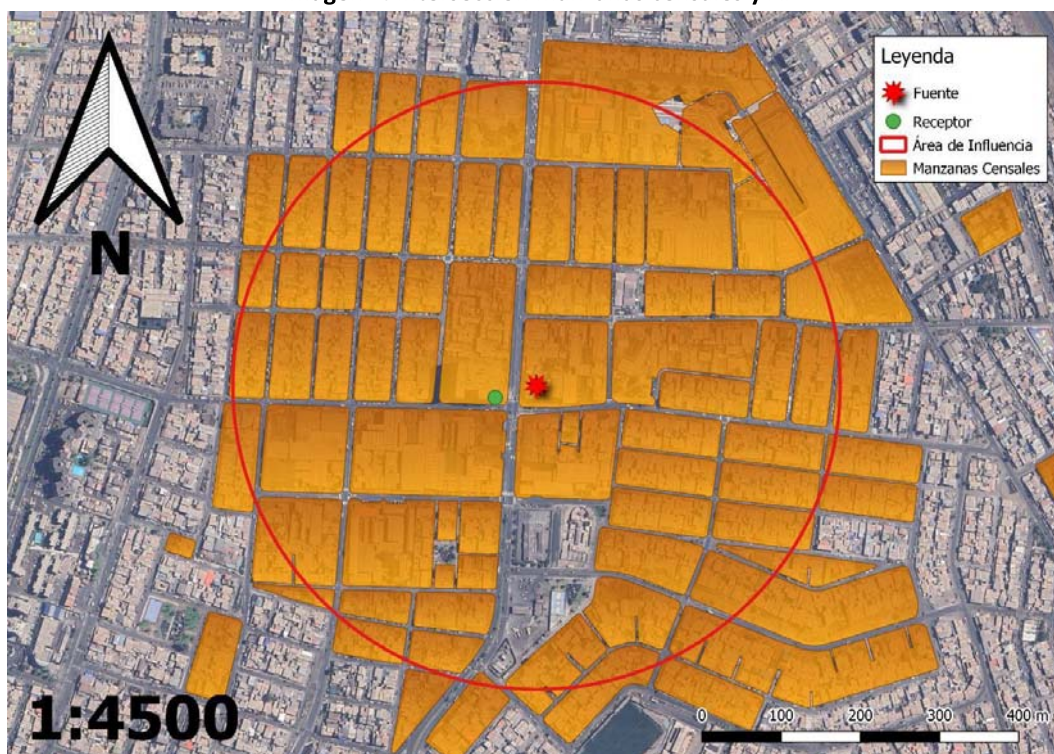 Leyenda
Fuente
Receptor
Área de Influencia
Manzanas Censales
N
1:4500
0 100 200 300 400 m